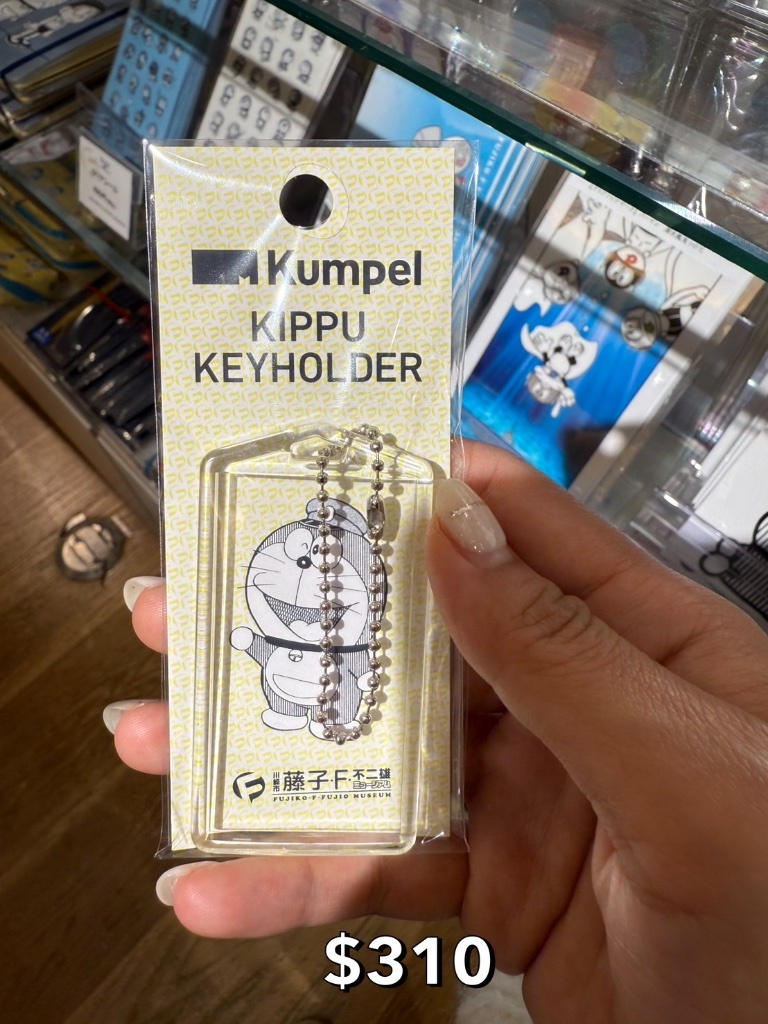 Kumpel
KIPPU
KEYHOLDER
川崎市
藤子・F・不二雄
ミュージアム
FUJIKO・F・FUJIO MUSEUM
$310